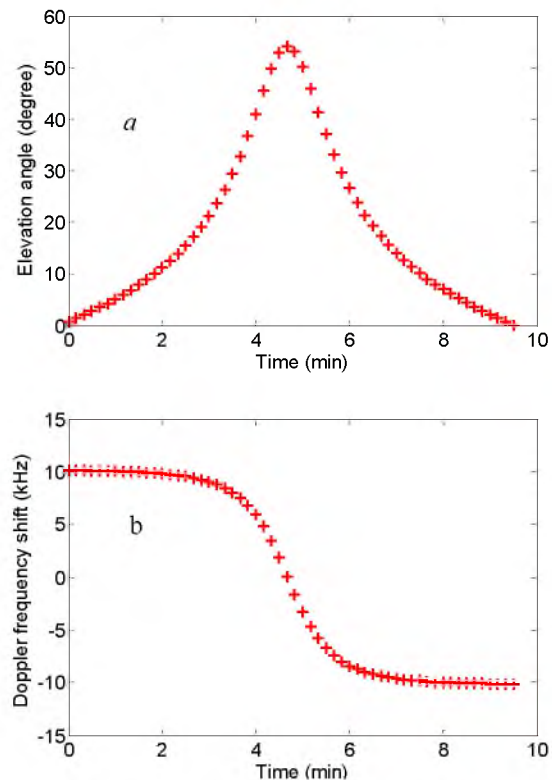 60
50
40
30
20
10
0
Elevation angle (degree)
a
0 2 4 6 8 10
Time (min)
15
10
5
0
-5
-10
-15
Doppler frequency shift (kHz)
b
0 2 4 6 8 10
Time (min)